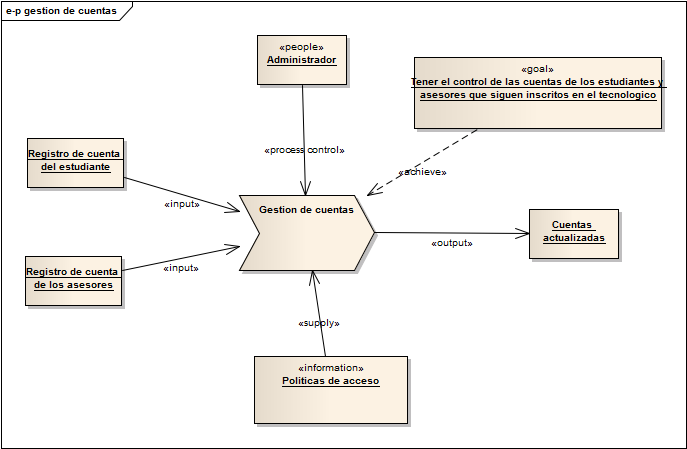 e-p gestion de cuentas
«people»
Administrador
«goal»
Tener el control de las cuentas de los estudiantes y
asesores que siguen inscritos en el tecnologico
«process control»
«achieve»
Registro de cuenta
del estudiante
«input»
Gestion de cuentas
Cuentas
actualizadas
«output»
Registro de cuenta
de los asesores
«input»
«supply»
«information»
Politicas de acceso